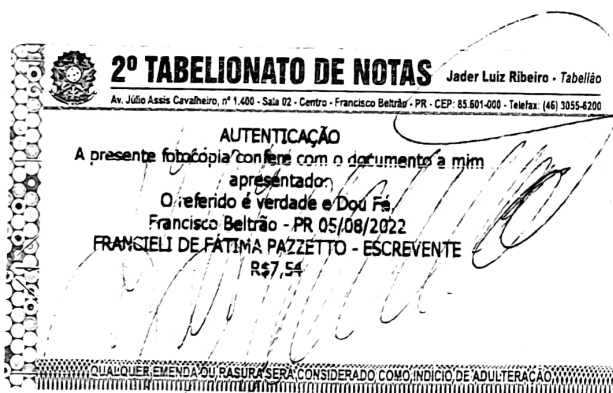 2º TABELIONATO DE NOTAS Jader Luiz Ribeiro - Tabelião
Av. Júlio Assis Cavalheiro, nº 1.400 - Sala 02 - Centro - Francisco Beltrão - PR - CEP: 85.601-000 - Telefax: (46) 3055-6200
AUTENTICAÇÃO
A presente fotocópia confere com o documento a mim
apresentado.
O referido é verdade e Dou Fé,
Francisco Beltrão - PR 05/08/2022
FRANCIELI DE FÁTIMA PAZZETTO - ESCREVENTE
R$7,54
QUALQUER EMENDA OU RASURA SERÁ CONSIDERADO COMO INDÍCIO DE ADULTERAÇÃO